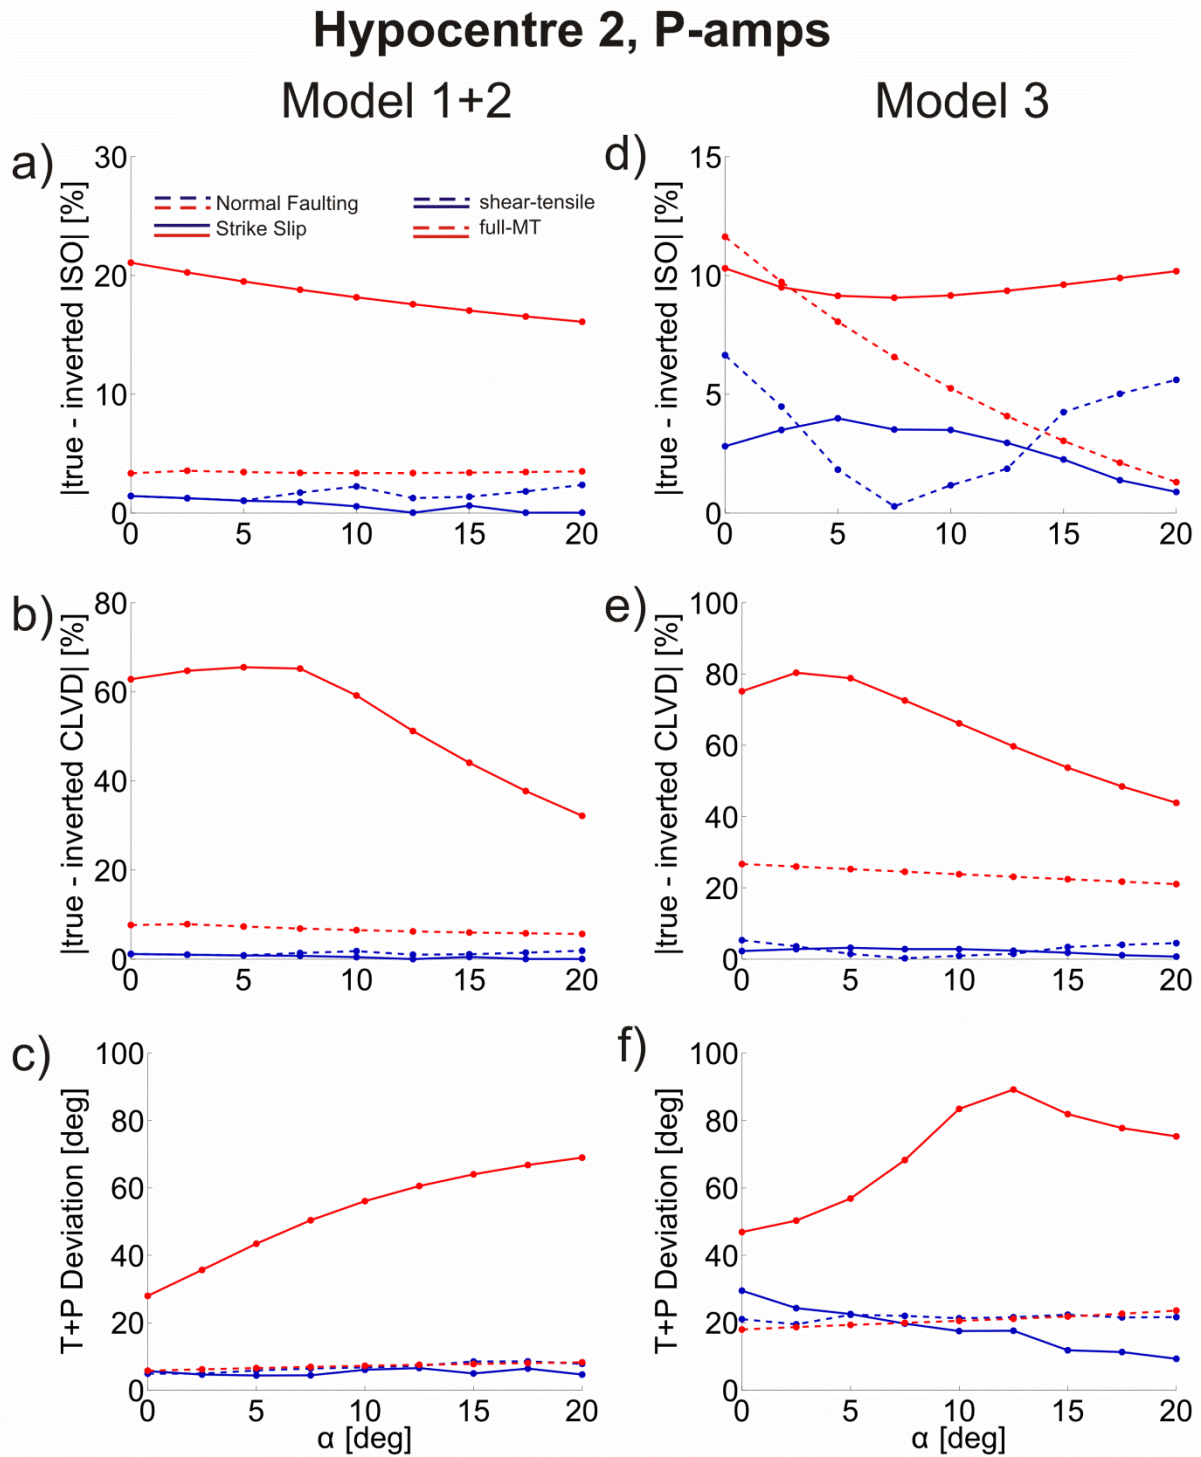 Hypocentre 2, P-amps
Model 1+2
Model 3
a)
|true - inverted ISO| [%]
30
20
10
0
Normal Faulting
Strike Slip
shear-tensile
full-MT
0 5 10 15 20
d)
|true - inverted ISO| [%]
15
10
5
0
0 5 10 15 20
b)
|true - inverted CLVD| [%]
80
60
40
20
0
0 5 10 15 20
e)
|true - inverted CLVD| [%]
100
80
60
40
20
0
0 5 10 15 20
c)
T+P Deviation [deg]
100
80
60
40
20
0
0 5 10 15 20
α [deg]
f)
T+P Deviation [deg]
100
80
60
40
20
0
0 5 10 15 20
α [deg]